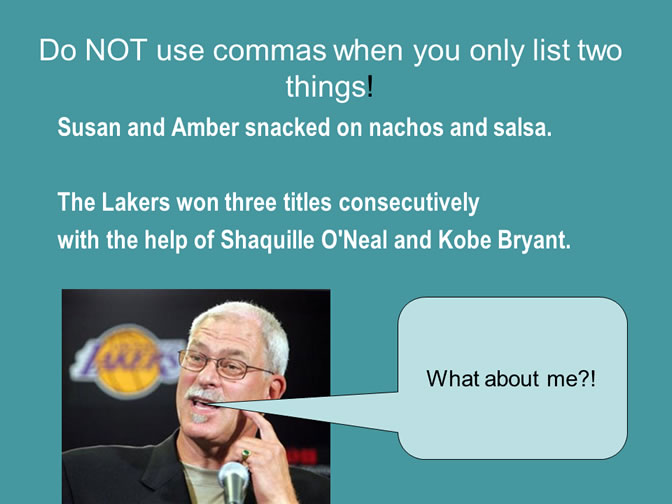 Do NOT use commas when you only list two
things!
Susan and Amber snacked on nachos and salsa.
The Lakers won three titles consecutively
with the help of Shaquille O'Neal and Kobe Bryant.
LAKERS
What about me?!